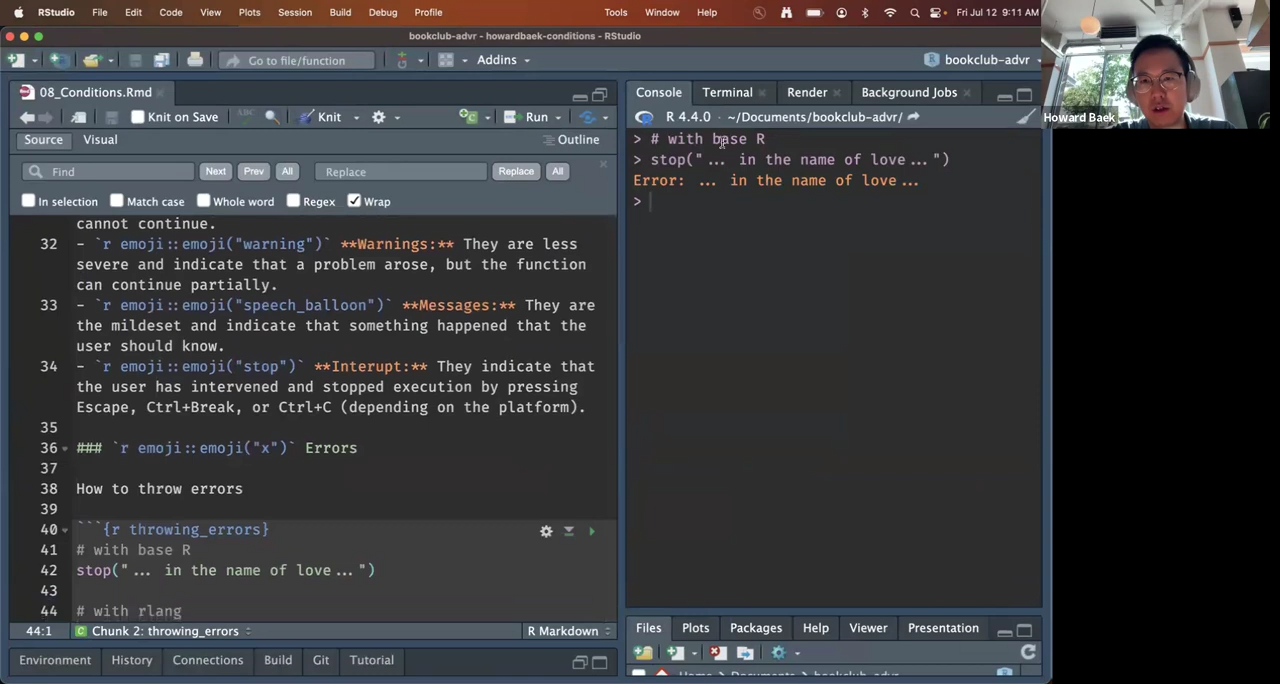 RStudio File Edit Code View Plots Session Build Debug Profile Tools Window Help Fri Jul 12 9:11 AM
bookclub-advr - howardbaek-conditions - RStudio
Go to file/function Addins bookclub-advr
08_Conditions.Rmd
Knit on Save ABC Knit Run
Source Visual Outline
Find Next Prev All Replace Replace All
In selection Match case Whole word Regex Wrap
cannot continue.
32 - `r emoji::emoji("warning")` **Warnings:** They are less
severe and indicate that a problem arose, but the function
can continue partially.
33 - `r emoji::emoji("speech_balloon")` **Messages:** They are
the mildeset and indicate that something happened that the
user should know.
34 - `r emoji::emoji("stop")` **Interupt:** They indicate that
the user has intervened and stopped execution by pressing
Escape, Ctrl+Break, or Ctrl+C (depending on the platform).
35
36 ### `r emoji::emoji("x")` Errors
37
38 How to throw errors
39
40 ```{r throwing_errors}
41 # with base R
42 stop("... in the name of love...")
43
44 # with rlang
44:1 Chunk 2: throwing_errors R Markdown
Environment History Connections Build Git Tutorial
Console Terminal Render Background Jobs
R 4.4.0 · ~/Documents/bookclub-advr/
> # with base R
> stop("... in the name of love...")
Error: ... in the name of love...
>
Files Plots Packages Help Viewer Presentation
Home Documents bookclub-advr
Howard Baek